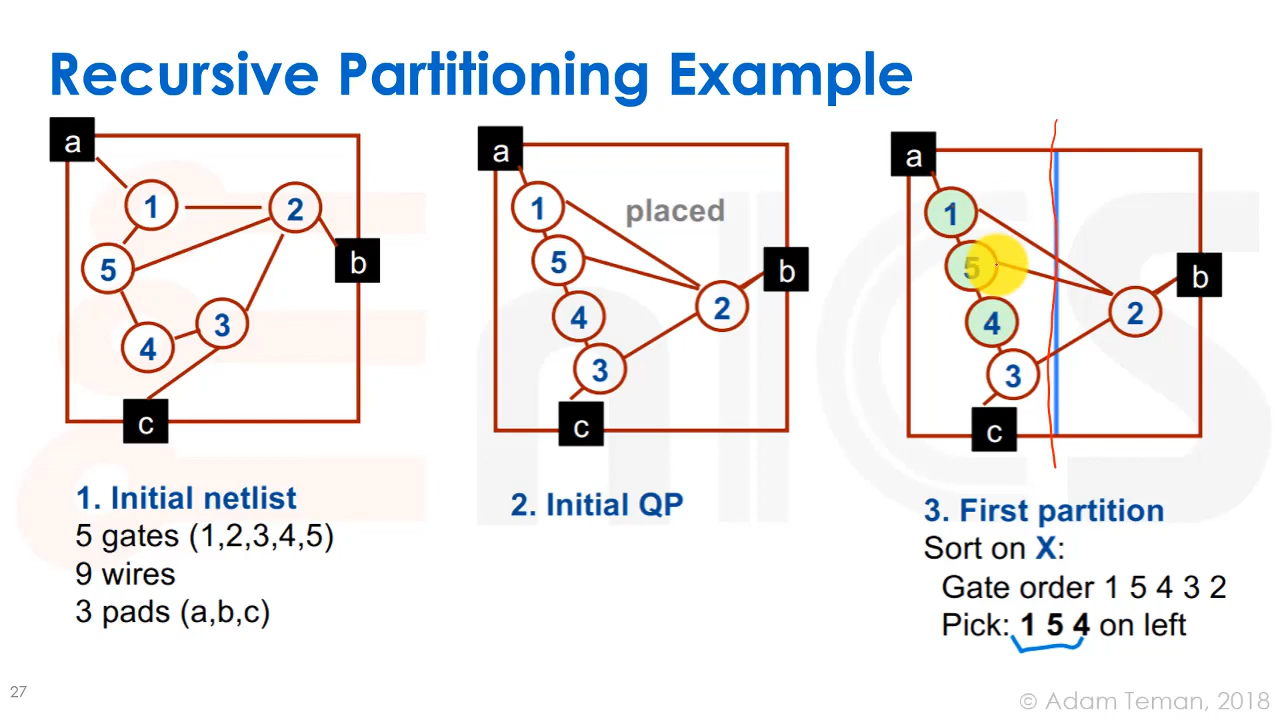 Recursive Partitioning Example
a
1
2
b
5
3
4
c
a
1
placed
5
b
2
4
3
c
a
1
5
b
2
4
3
c
1. Initial netlist
5 gates (1,2,3,4,5)
9 wires
3 pads (a,b,c)
2. Initial QP
3. First partition
Sort on X:
Gate order 1 5 4 3 2
Pick: 1 5 4 on left
27
© Adam Teman, 2018